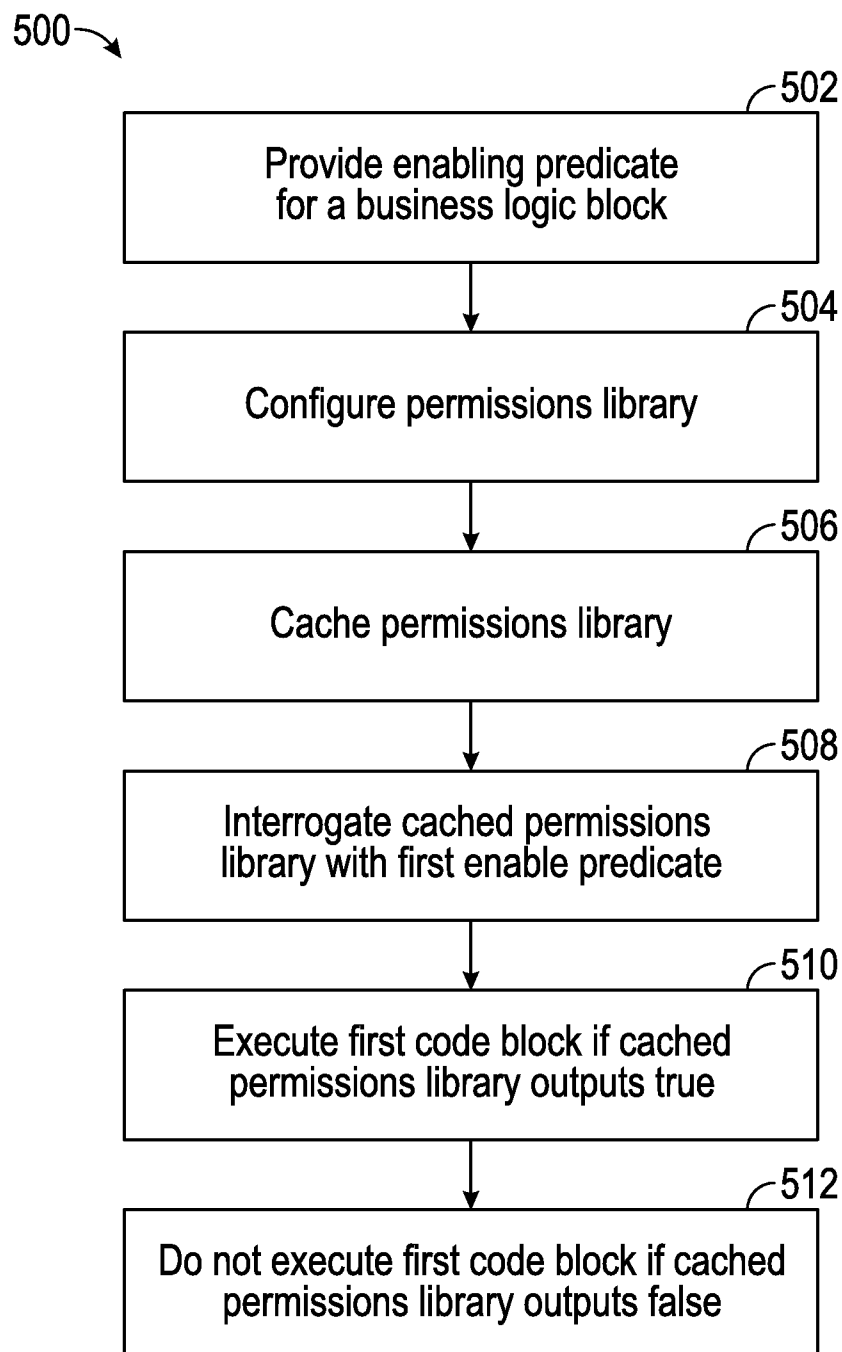 500
502
Provide enabling predicate
for a business logic block
504
Configure permissions library
506
Cache permissions library
508
Interrogate cached permissions
library with first enable predicate
510
Execute first code block if cached
permissions library outputs true
512
Do not execute first code block if cached
permissions library outputs false